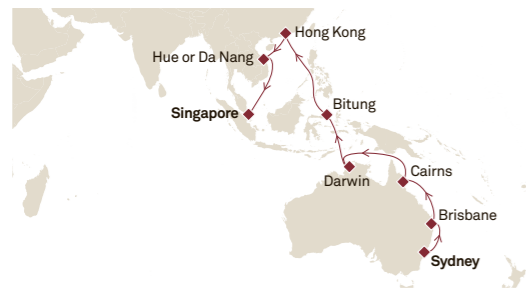 Hong Kong
Hue or Da Nang
Singapore
Bitung
Cairns
Darwin
Brisbane
Sydney